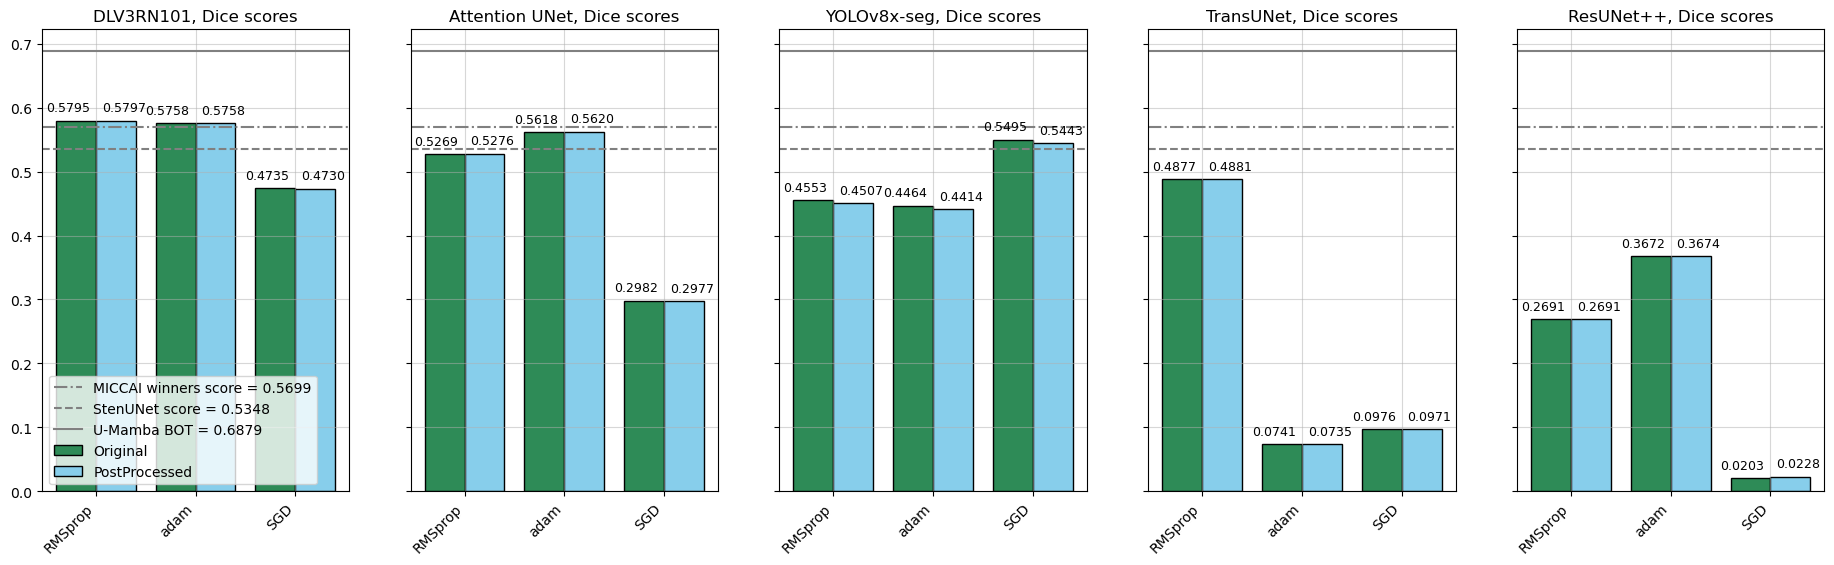 DLV3RN101, Dice scores
0.7
0.6
0.5
0.4
0.3
0.2
0.1
0.0
0.5795
0.5797
0.5758
0.5758
0.4735
0.4730
MICCAI winners score = 0.5699
StenUNet score = 0.5348
U-Mamba BOT = 0.6879
Original
PostProcessed
RMSprop
adam
SGD
Attention UNet, Dice scores
0.5269
0.5276
0.5618
0.5620
0.2982
0.2977
RMSprop
adam
SGD
YOLOv8x-seg, Dice scores
0.4553
0.4507
0.4464
0.4414
0.5495
0.5443
RMSprop
adam
SGD
TransUNet, Dice scores
0.4877
0.4881
0.0741
0.0735
0.0976
0.0971
RMSprop
adam
SGD
ResUNet++, Dice scores
0.2691
0.2691
0.3672
0.3674
0.0203
0.0228
RMSprop
adam
SGD